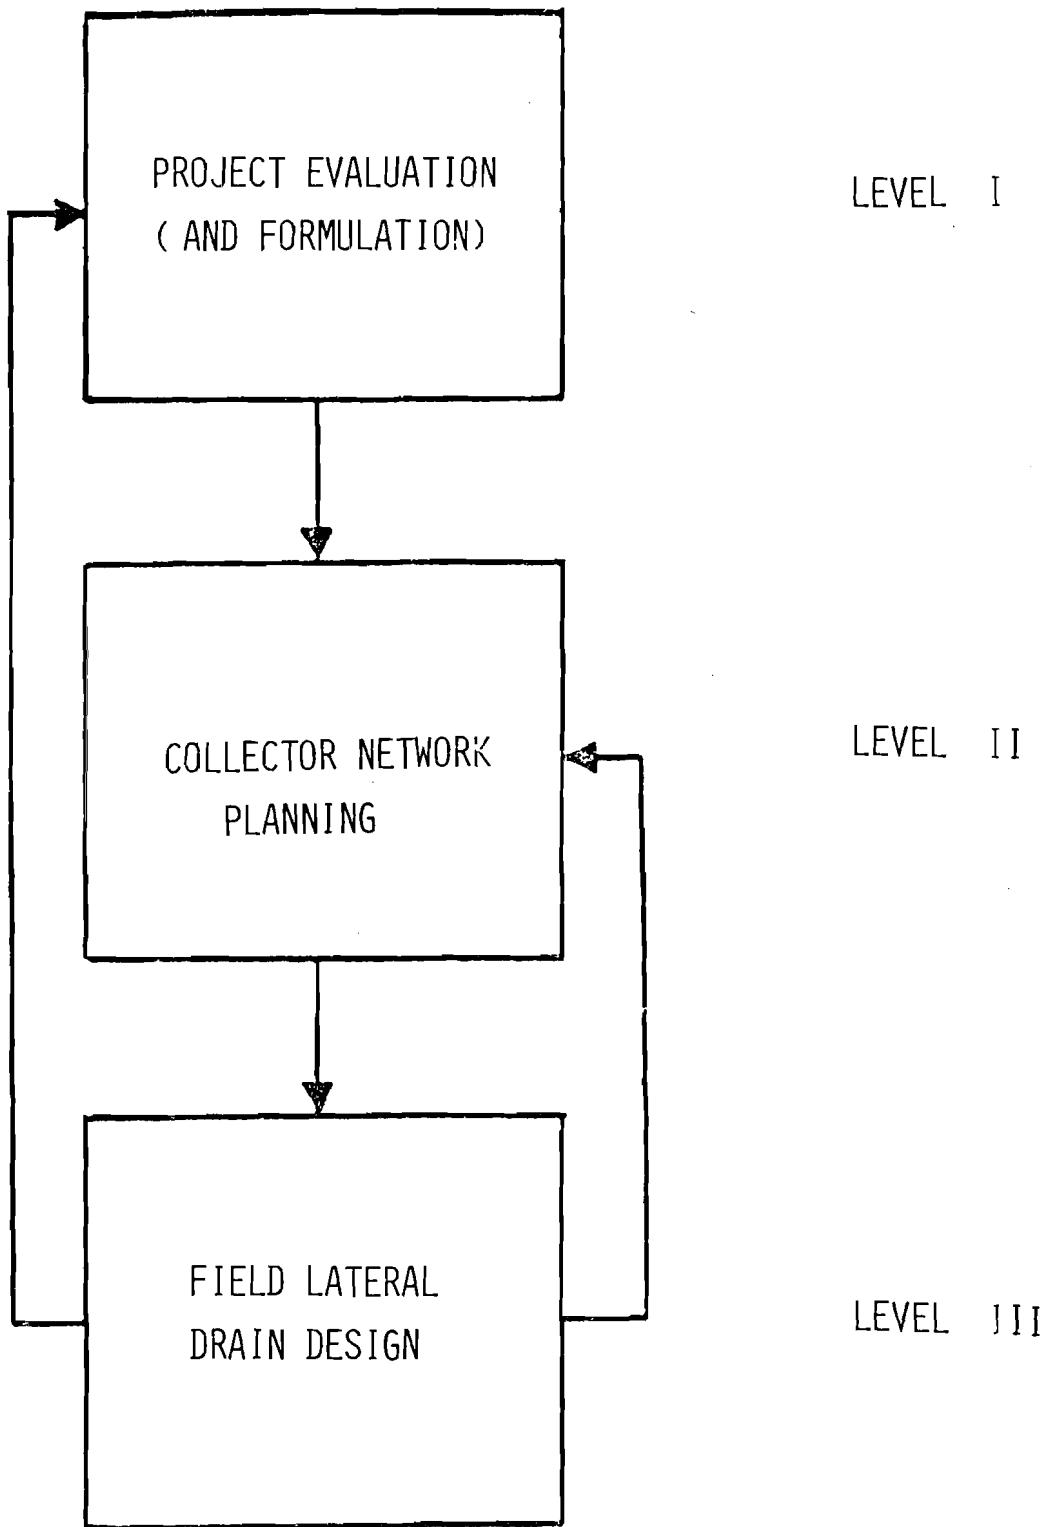 PROJECT EVALUATION
( AND FORMULATION)
LEVEL I
COLLECTOR NETWORK
PLANNING
LEVEL II
FIELD LATERAL
DRAIN DESIGN
LEVEL III